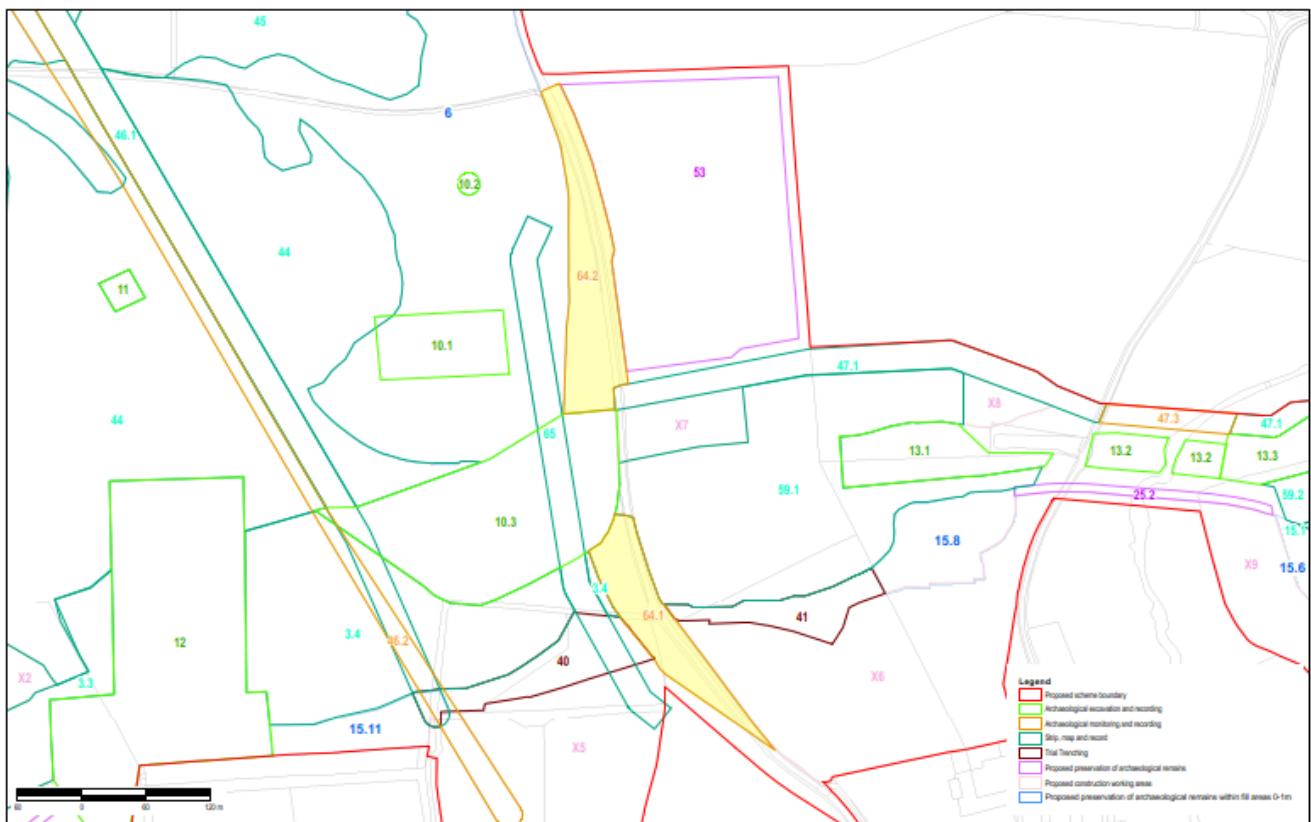 45
6
46.1
53
10.2
44
64.2
11
10.1
47.1
X8
47.3
47.1
44
X7
65
13.1
13.2
13.2
13.3
59.1
25.2
59.2
10.3
15.8
15.6
X9
3.4
64.1
41
3.4
46.2
12
40
X2
3.3
X6
15.11
X5
Legend
Proposed scheme boundary
Archaeological excavation and recording
Archaeological monitoring and recording
Strip, map and record
Trial Trenching
Proposed preservation of archaeological remains
Proposed construction working areas
Proposed preservation of archaeological remains within fill areas 0-1m
60 0 60 120 m